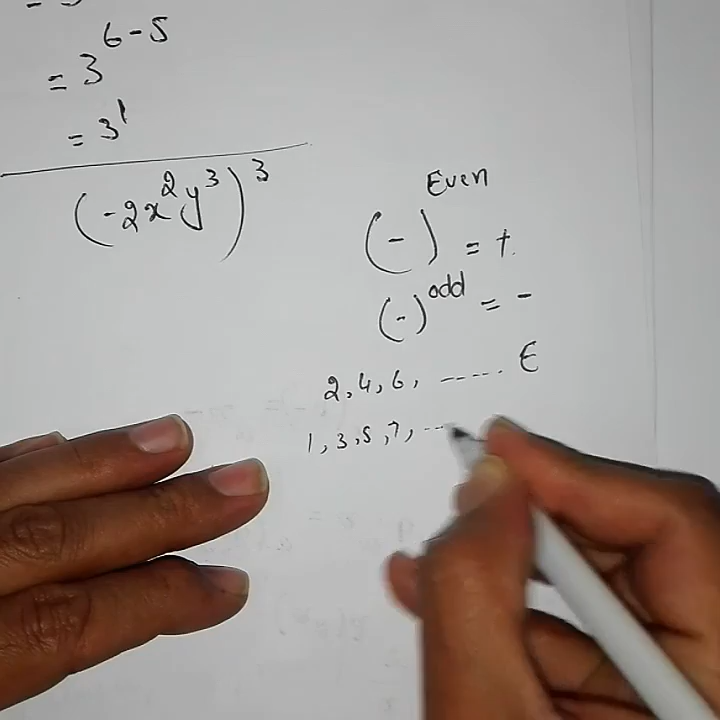 = 3^{6-5}
= 3^1
(-2x^2y^3)^3
(-)^{Even} = +.
(-)^{odd} = -
2,4,6, ------. E
1,3,5,7, ---